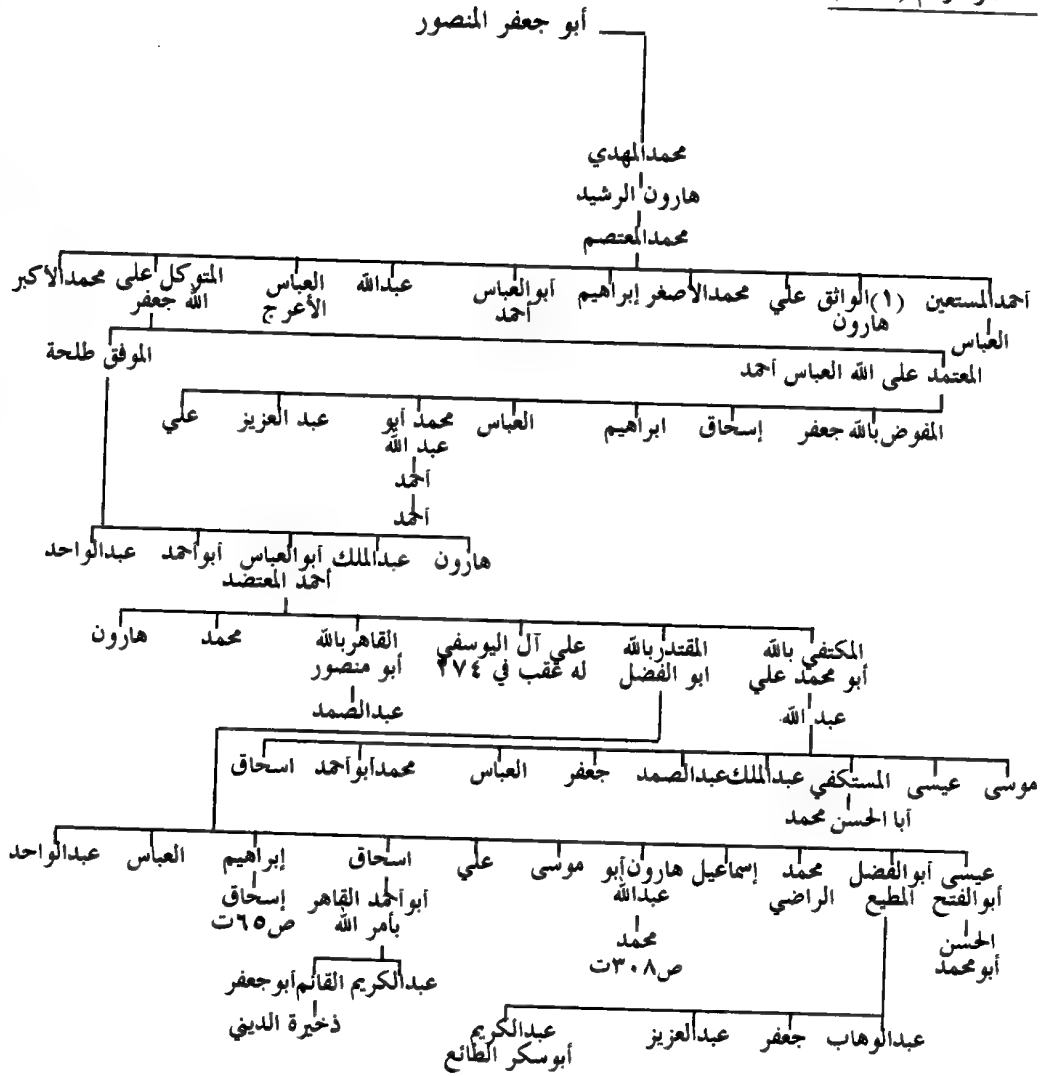 أبو جعفر المنصور
محمد المهدي
هارون الرشيد
محمد المعتصم
أحمد المستعين (١) الواثق علي محمد الأصغر إبراهيم أبو العباس عبدالله العباس المتوكل على محمد الأكبر
هارون أحمد الأعرج الله جعفر
العباس
المعتمد على الله العباس أحمد الموفق طلحة
المفوض بالله جعفر إسحاق ابراهيم العباس محمد أبو عبد العزيز علي
عبد الله
أحمد
أحمد
هارون عبدالملك أبو العباس أبو أحمد عبدالواحد
أحمد المعتضد
المكتفي بالله المقتدر بالله علي آل اليوسفي القاهر بالله محمد هارون
أبو محمد علي ابو الفضل له عقب في ٢٧٤ أبو منصور
عبد الله عبدالصمد
موسى عيسى المستكفي عبدالملك عبدالصمد جعفر العباس محمد أبو أحمد اسحاق
أبا الحسن محمد
عيسى أبو الفضل محمد إسماعيل هارون أبو موسى علي اسحاق إبراهيم العباس عبدالواحد
أبو الفتح المطيع الراضي عبدالله أبو أحمد القاهر إسحاق
بأمر الله ص٦٥ت
الحسن محمد
أبو محمد ص٣٠٨ت
عبدالكريم القائم أبو جعفر
ذخيرة الديني
عبدالوهاب جعفر عبدالعزيز عبدالكريم
أبو سكر الطائع